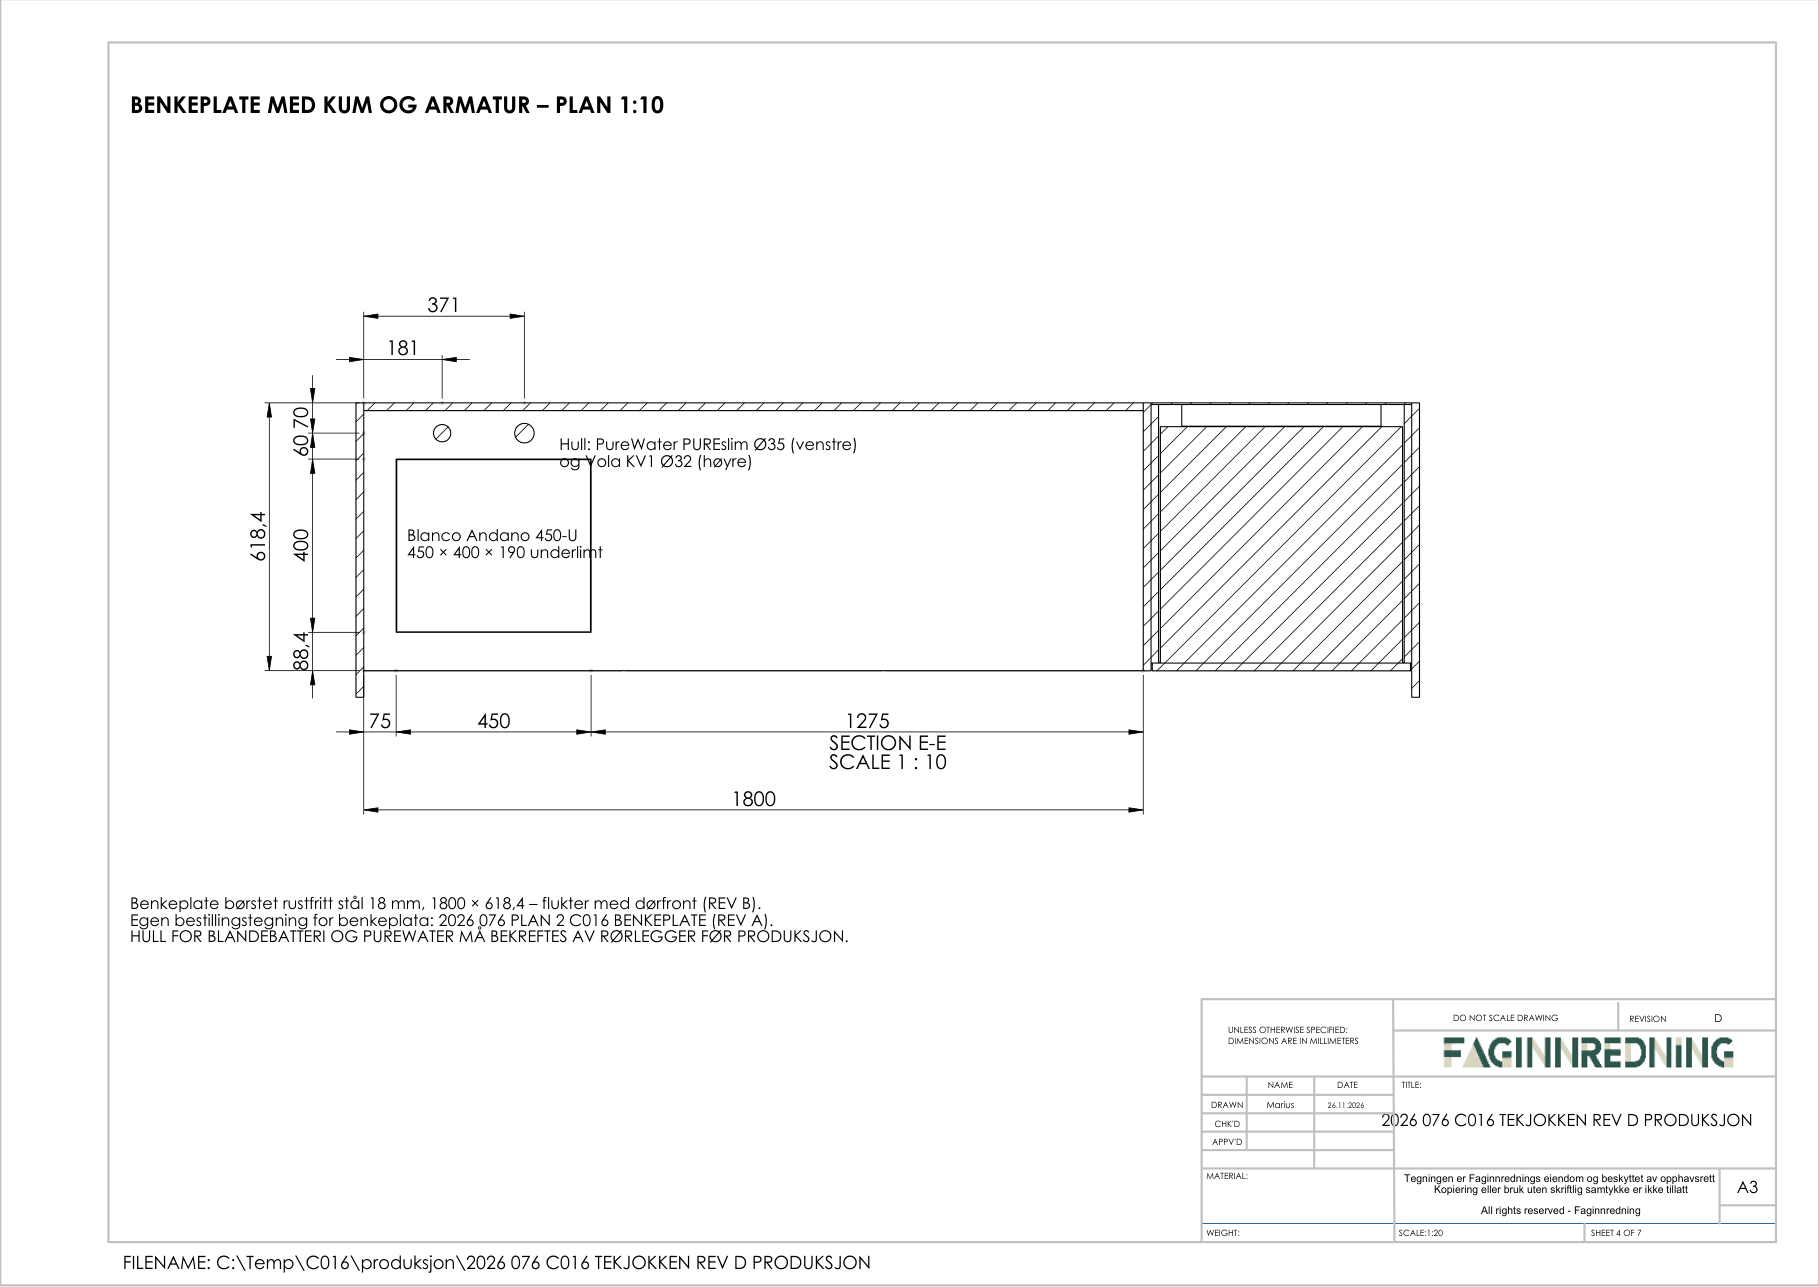 BENKEPLATE MED KUM OG ARMATUR – PLAN 1:10
371
181
60,70
Hull: PureWater PUREslim Ø35 (venstre)
og Vola KV1 Ø32 (høyre)
618,4
400
Blanco Andano 450-U
450 × 400 × 190 underlimt
88,4
75
450
1275
SECTION E-E
SCALE 1 : 10
1800
Benkeplate børstet rustfritt stål 18 mm, 1800 × 618,4 – flukter med dørfront (REV B).
Egen bestillingstegning for benkeplata: 2026 076 PLAN 2 C016 BENKEPLATE (REV A).
HULL FOR BLANDEBATTERI OG PUREWATER MÅ BEKREFTES AV RØRLEGGER FØR PRODUKSJON.
UNLESS OTHERWISE SPECIFIED:
DIMENSIONS ARE IN MILLIMETERS
DO NOT SCALE DRAWING
REVISION D
FAGINNREDNING
NAME DATE
TITLE:
DRAWN Marius 26.11.2026
2026 076 C016 TEKJOKKEN REV D PRODUKSJON
CHK'D
APPV'D
MATERIAL:
Tegningen er Faginnrednings eiendom og beskyttet av opphavsrett
Kopiering eller bruk uten skriftlig samtykke er ikke tillatt
All rights reserved - Faginnredning
A3
WEIGHT:
SCALE:1:20
SHEET 4 OF 7
FILENAME: C:\Temp\C016\produksjon\2026 076 C016 TEKJOKKEN REV D PRODUKSJON